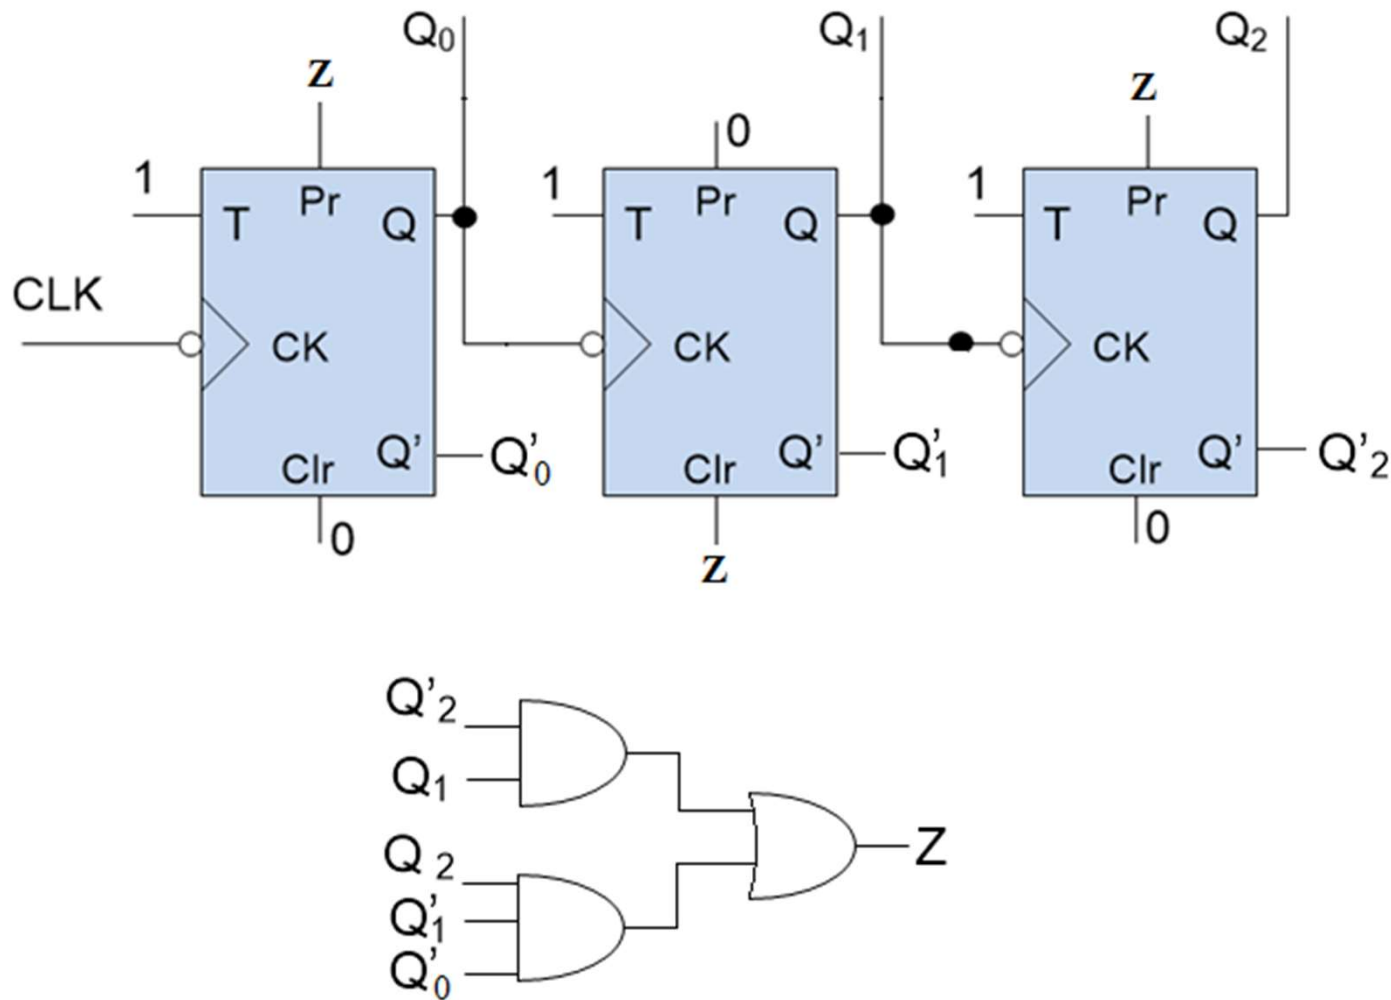 Q0 Q1 Q2
Z Z
0
1 1 1
T Pr Q T Pr Q T Pr Q
CLK
CK CK CK
Clr Q’ Q’0 Clr Q’ Q’1 Clr Q’ Q’2
0 0
Z
Q’2
Q1
Q 2
Q’1
Q’0
Z